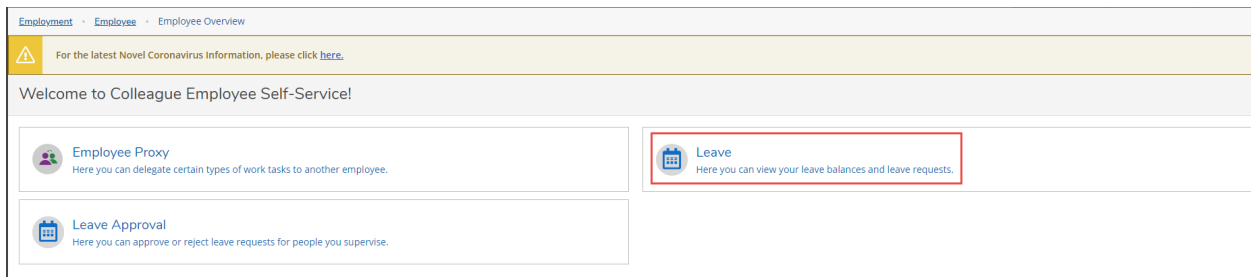 Employment · Employee · Employee Overview
For the latest Novel Coronavirus Information, please click here.
Welcome to Colleague Employee Self-Service!
Employee Proxy
Here you can delegate certain types of work tasks to another employee.
Leave
Here you can view your leave balances and leave requests.
Leave Approval
Here you can approve or reject leave requests for people you supervise.